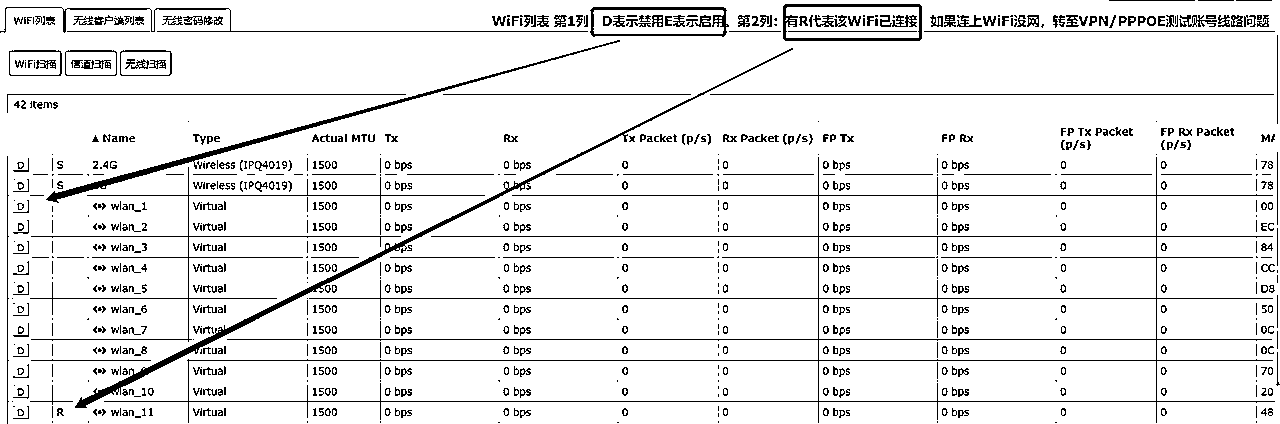 WiFi列表 无线客户端列表 无线密码修改
WiFi列表 第1列 D表示禁用E表示启用、第2列: 有R代表该WiFi已连接 如果连上WiFi没网，转至VPN/PPPOE测试账号线路问题
WiFi扫描 信道扫描 无线扫描
42 items
▲ Name Type Actual MTU Tx Rx Tx Packet (p/s) Rx Packet (p/s) FP Tx FP Rx FP Tx Packet (p/s) FP Rx Packet (p/s) MA
D S 2.4G Wireless (IPQ4019) 1500 0 bps 0 bps 0 0 0 bps 0 bps 0 0 78
D S Wireless (IPQ4019) 1500 0 bps 0 bps 0 0 0 bps 0 bps 0 0 78
D wlan_1 Virtual 1500 0 bps 0 bps 0 0 0 bps 0 bps 0 0 00
D wlan_2 Virtual 1500 0 bps 0 bps 0 0 0 bps 0 bps 0 0 EC
D wlan_3 Virtual 1500 0 bps 0 bps 0 0 0 bps 0 bps 0 0 84
D wlan_4 Virtual 1500 0 bps 0 bps 0 0 0 bps 0 bps 0 0 CC
D wlan_5 Virtual 1500 0 bps 0 bps 0 0 0 bps 0 bps 0 0 D8
D wlan_6 Virtual 1500 0 bps 0 bps 0 0 0 bps 0 bps 0 0 50
D wlan_7 Virtual 1500 0 bps 0 bps 0 0 0 bps 0 bps 0 0 0C
D wlan_8 Virtual 1500 0 bps 0 bps 0 0 0 bps 0 bps 0 0 0C
D Virtual 1500 0 bps 0 bps 0 0 0 bps 0 bps 0 0 70
D wlan_10 Virtual 1500 0 bps 0 bps 0 0 0 bps 0 bps 0 0 20
D R wlan_11 Virtual 1500 0 bps 0 bps 0 0 0 bps 0 bps 0 0 48